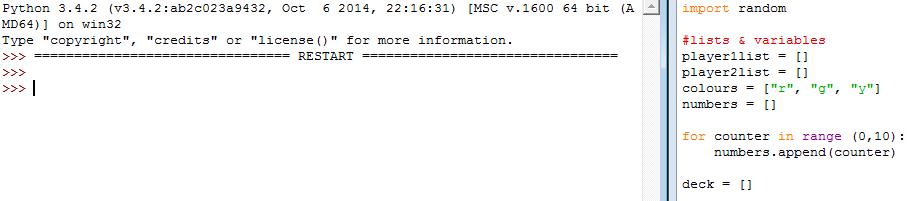 Python 3.4.2 (v3.4.2:ab2c023a9432, Oct  6 2014, 22:16:31) [MSC v.1600 64 bit (A
MD64)] on win32
Type "copyright", "credits" or "license()" for more information.
>>> ================================ RESTART ================================
>>>
>>>
import random

#lists & variables
player1list = []
player2list = []
colours = ["r", "g", "y"]
numbers = []

for counter in range (0,10):
    numbers.append(counter)

deck = []